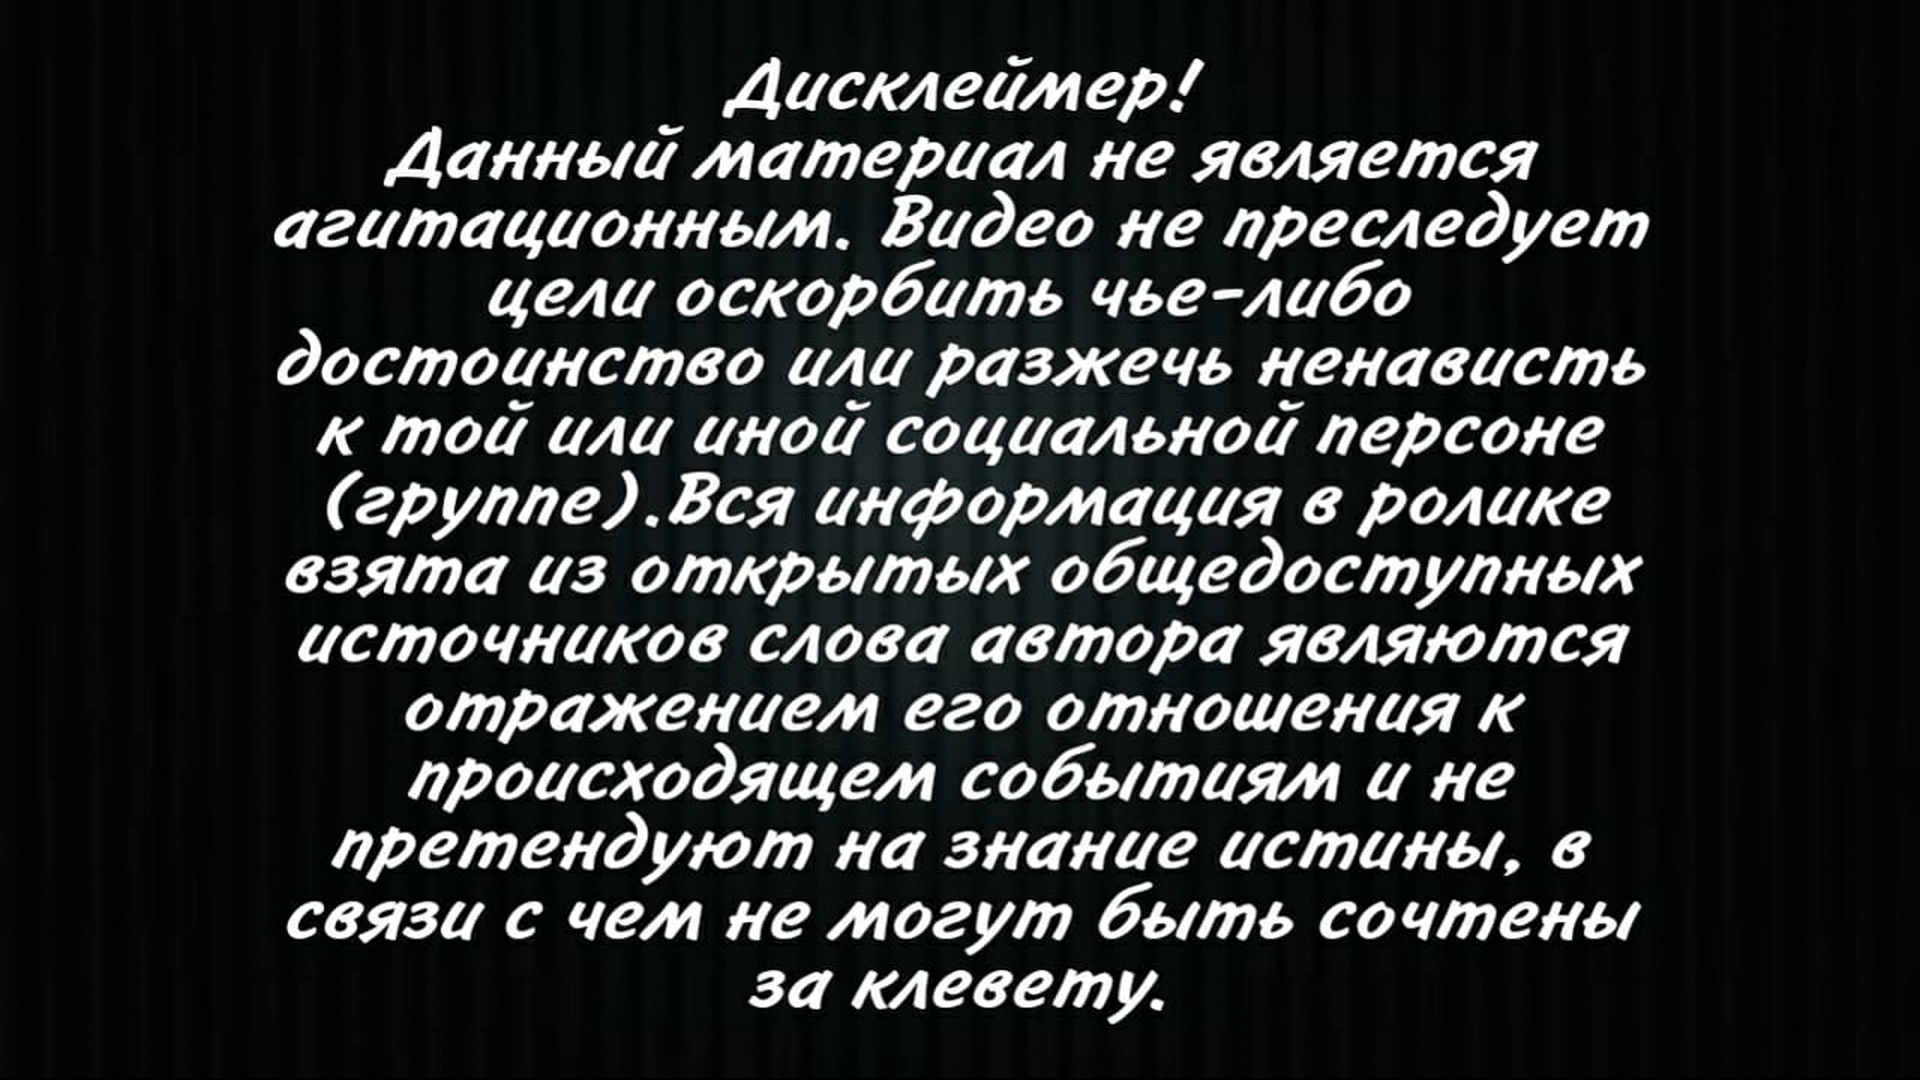 Дисклеймер!
Данный материал не является
агитационным. Видео не преследует
цели оскорбить чье-либо
достоинство или разжечь ненависть
к той или иной социальной персоне
(группе).Вся информация в ролике
взята из открытых общедоступных
источников слова автора являются
отражением его отношения к
происходящем событиям и не
претендуют на знание истины, в
связи с чем не могут быть сочтены
за клевету.